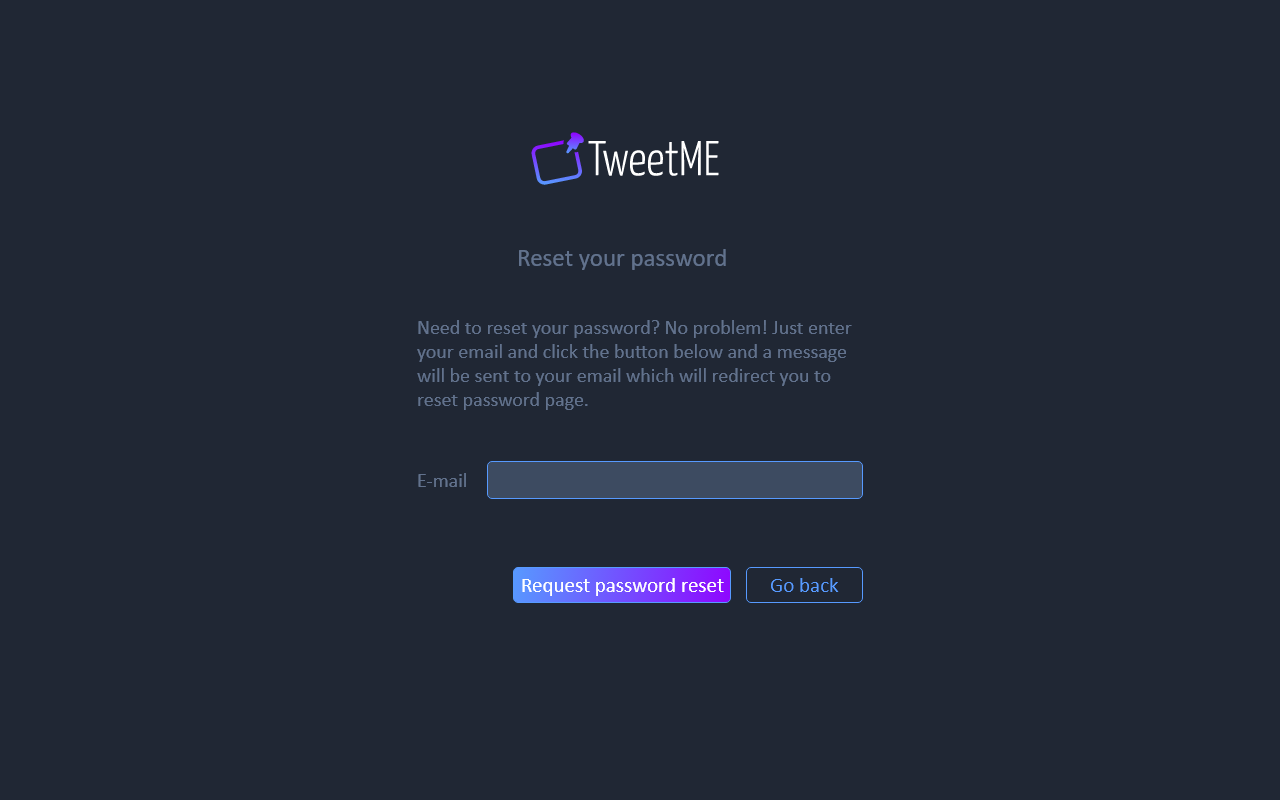 TweetME
Reset your password
Need to reset your password? No problem! Just enter
your email and click the button below and a message
will be sent to your email which will redirect you to
reset password page.
E-mail
Request password reset
Go back